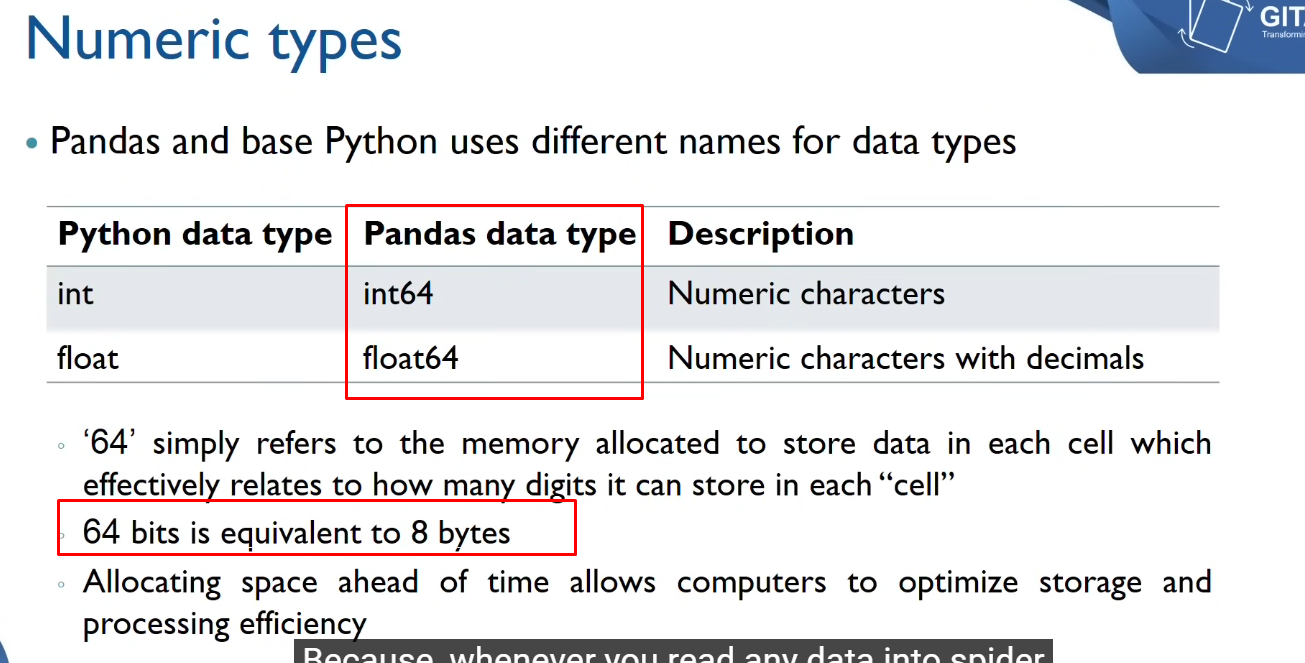 Numeric types
GIT
Transformin
• Pandas and base Python uses different names for data types
Python data type Pandas data type Description
int int64 Numeric characters
float float64 Numeric characters with decimals
◦ ‘64’ simply refers to the memory allocated to store data in each cell which
effectively relates to how many digits it can store in each “cell”
◦ 64 bits is equivalent to 8 bytes
◦ Allocating space ahead of time allows computers to optimize storage and
processing efficiency
Because, whenever you read any data into spider